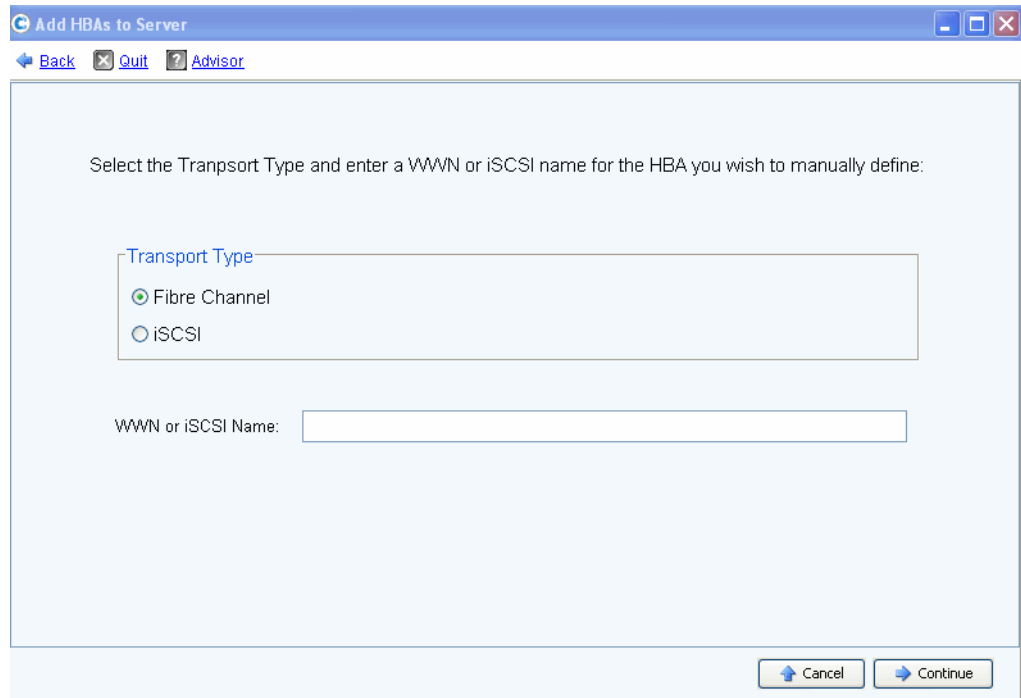 Add HBAs to Server
Back Quit Advisor
Select the Tranpsort Type and enter a WWN or iSCSI name for the HBA you wish to manually define:
Transport Type
Fibre Channel
iSCSI
WWN or iSCSI Name:
Cancel Continue